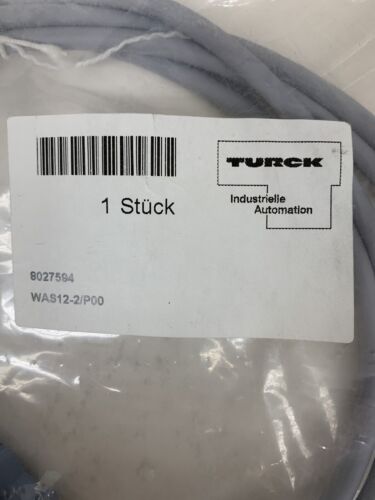 TURCK
1 Stück
Industrielle
Automation
8027594
WAS12-2/P00